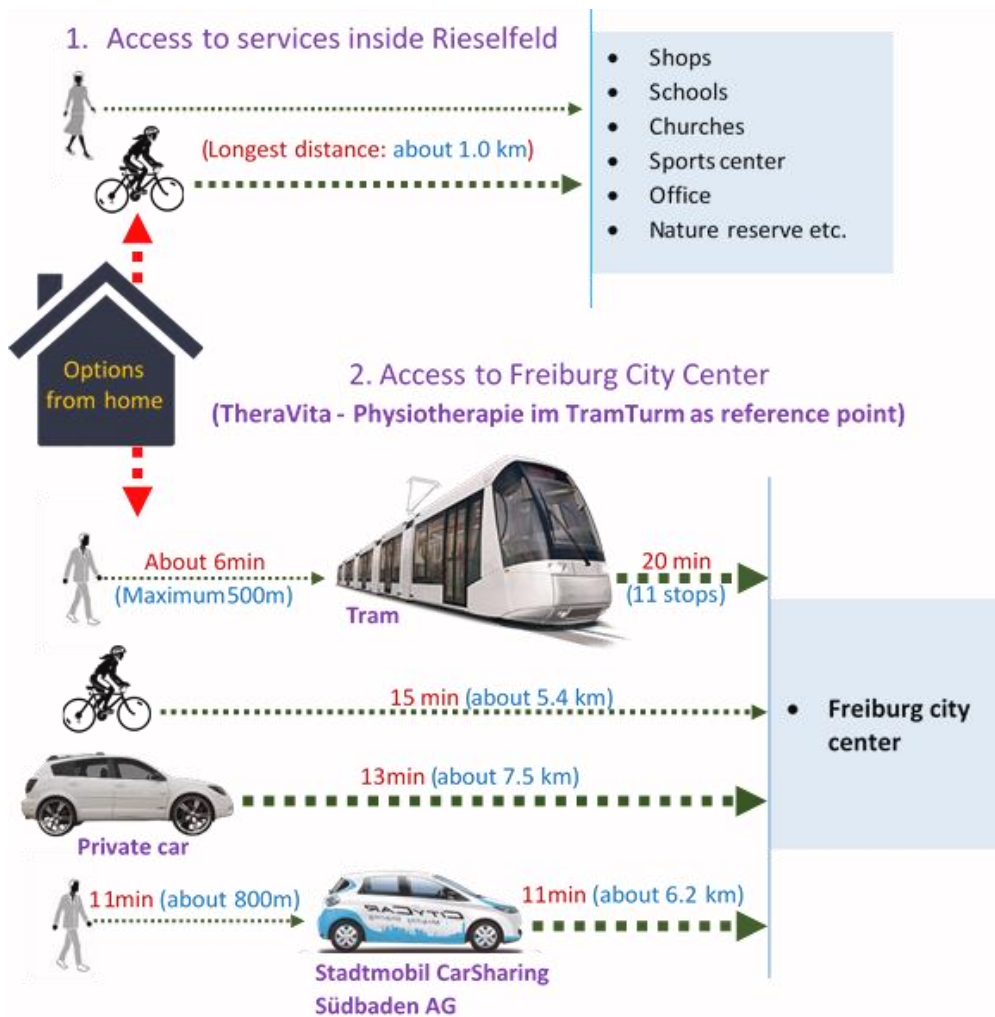 1. Access to services inside Rieselfeld
(Longest distance: about 1.0 km)
• Shops
• Schools
• Churches
• Sports center
• Office
• Nature reserve etc.
Options
from home
2. Access to Freiburg City Center
(TheraVita - Physiotherapie im TramTurm as reference point)
About 6min
(Maximum500m)
Tram
20 min
(11 stops)
15 min (about 5.4 km)
• Freiburg city
center
13min (about 7.5 km)
Private car
11min (about 800m)
11min (about 6.2 km)
Stadtmobil CarSharing
Südbaden AG